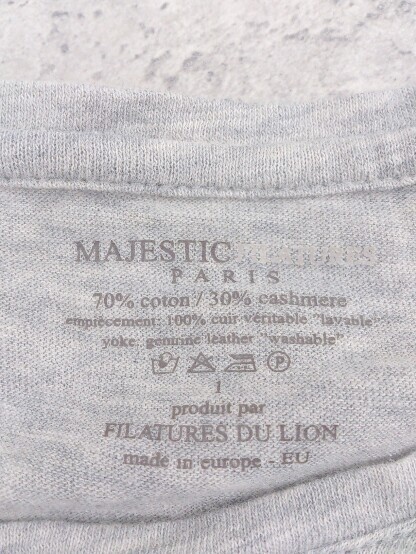 MAJESTIC
PARIS
70% coton / 30% cashmere
empiècement: 100% cuir véritable "lavable"
yoke: genuine leather "washable"
P
1
produit par
FILATURES DU LION
made in europe - EU